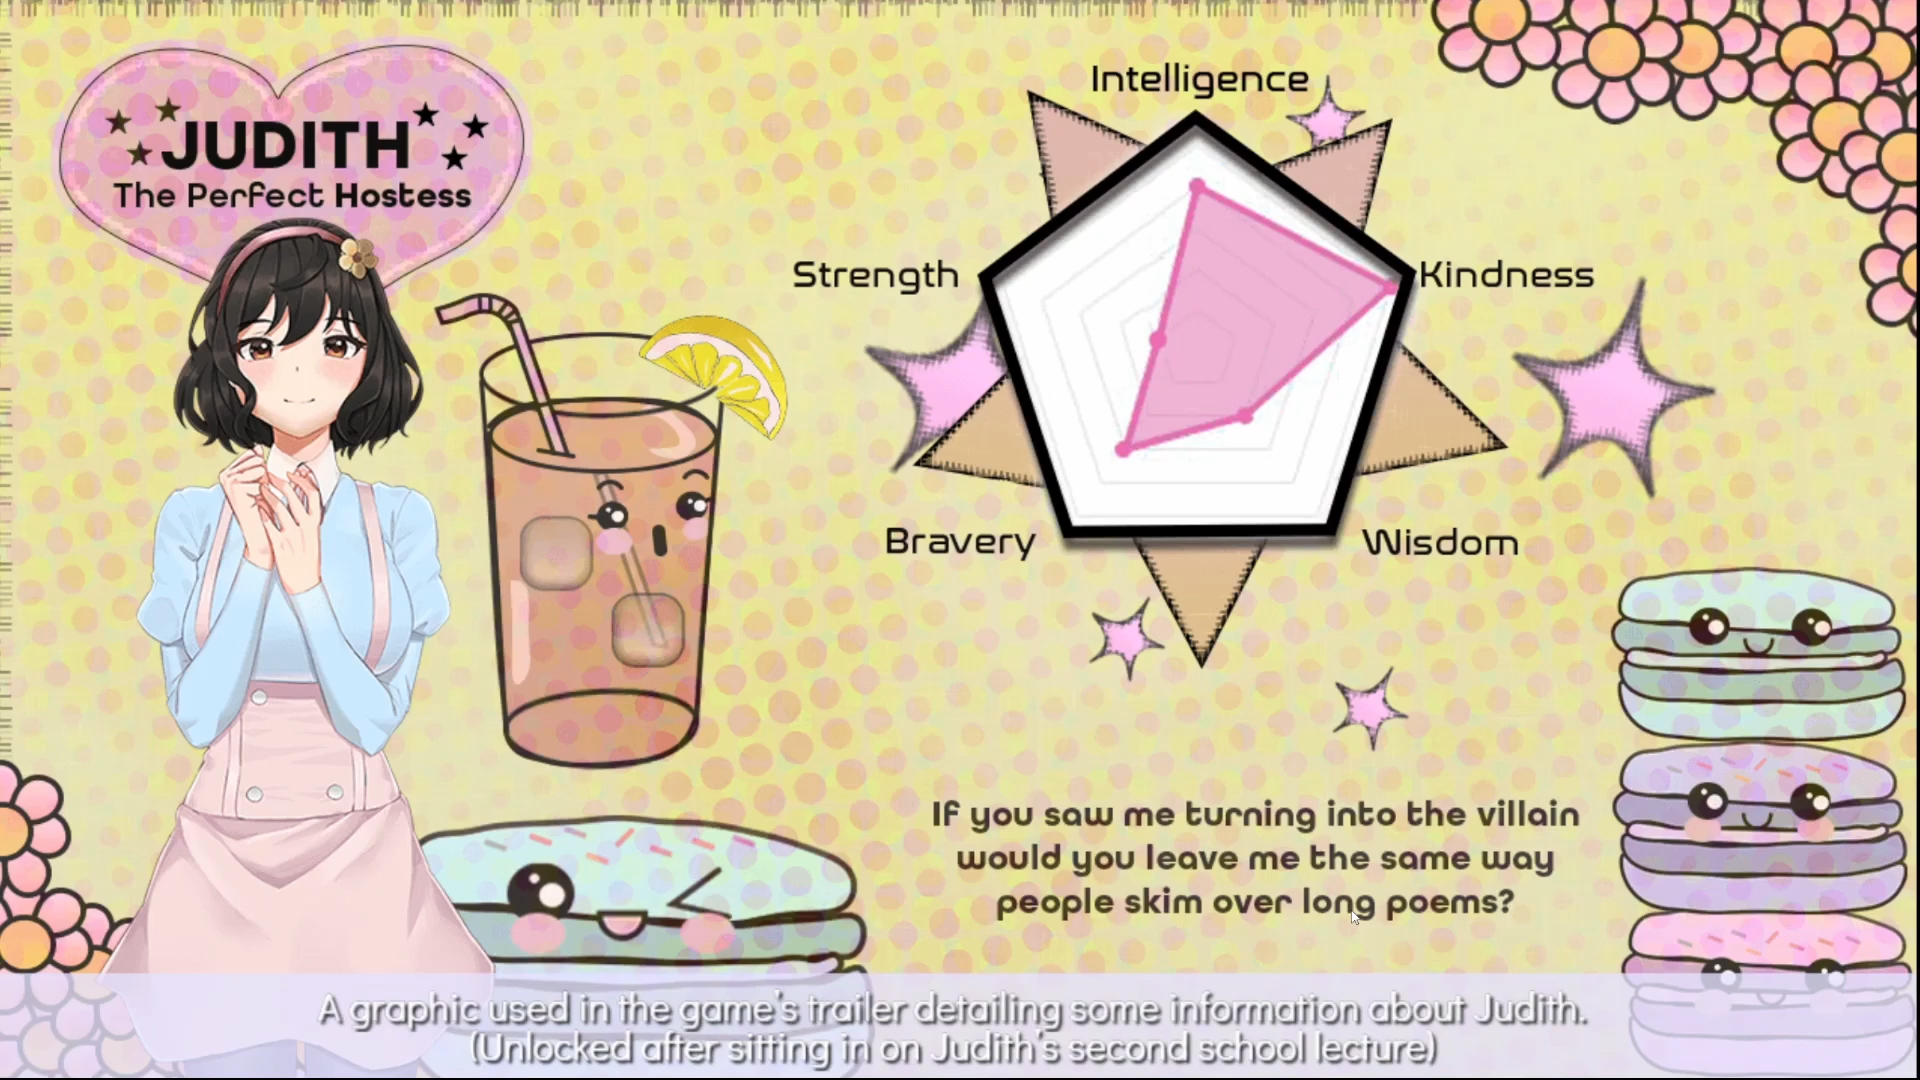 JUDITH
The Perfect Hostess
Intelligence
Strength
Kindness
Bravery
Wisdom
If you saw me turning into the villain
would you leave me the same way
people skim over long poems?
A graphic used in the game's trailer detailing some information about Judith.
(Unlocked after sitting in on Judith's second school lecture)